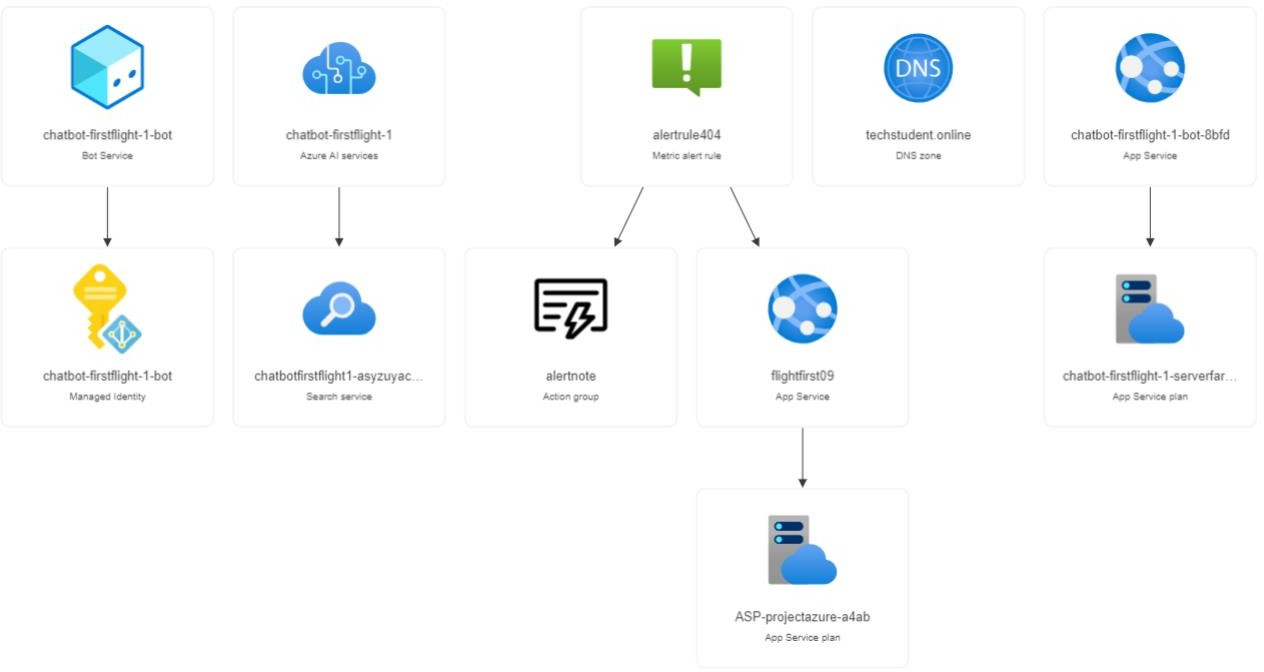 chatbot-firstflight-1-bot
Bot Service
chatbot-firstflight-1
Azure AI services
alertrule404
Metric alert rule
DNS
techstudent.online
DNS zone
chatbot-firstflight-1-bot-8bfd
App Service
chatbot-firstflight-1-bot
Managed Identity
chatbotfirstflight1-asyzuyac...
Search service
alertnote
Action group
flightfirst09
App Service
chatbot-firstflight-1-serverfar...
App Service plan
ASP-projectazure-a4ab
App Service plan